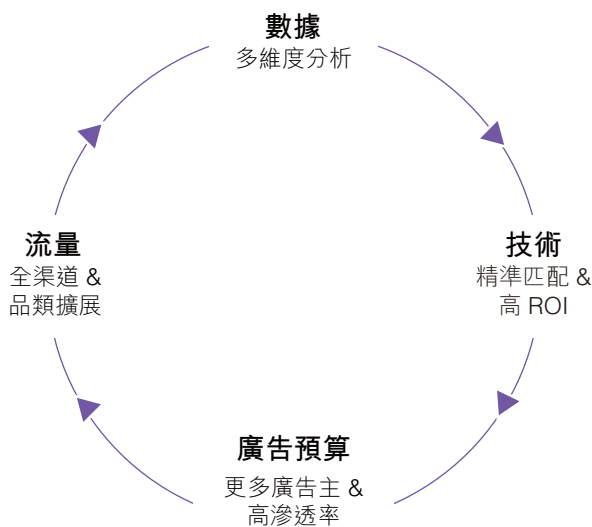 數據
多維度分析
技術
精準匹配 &
高 ROI
廣告預算
更多廣告主 &
高滲透率
流量
全渠道 &
品類擴展